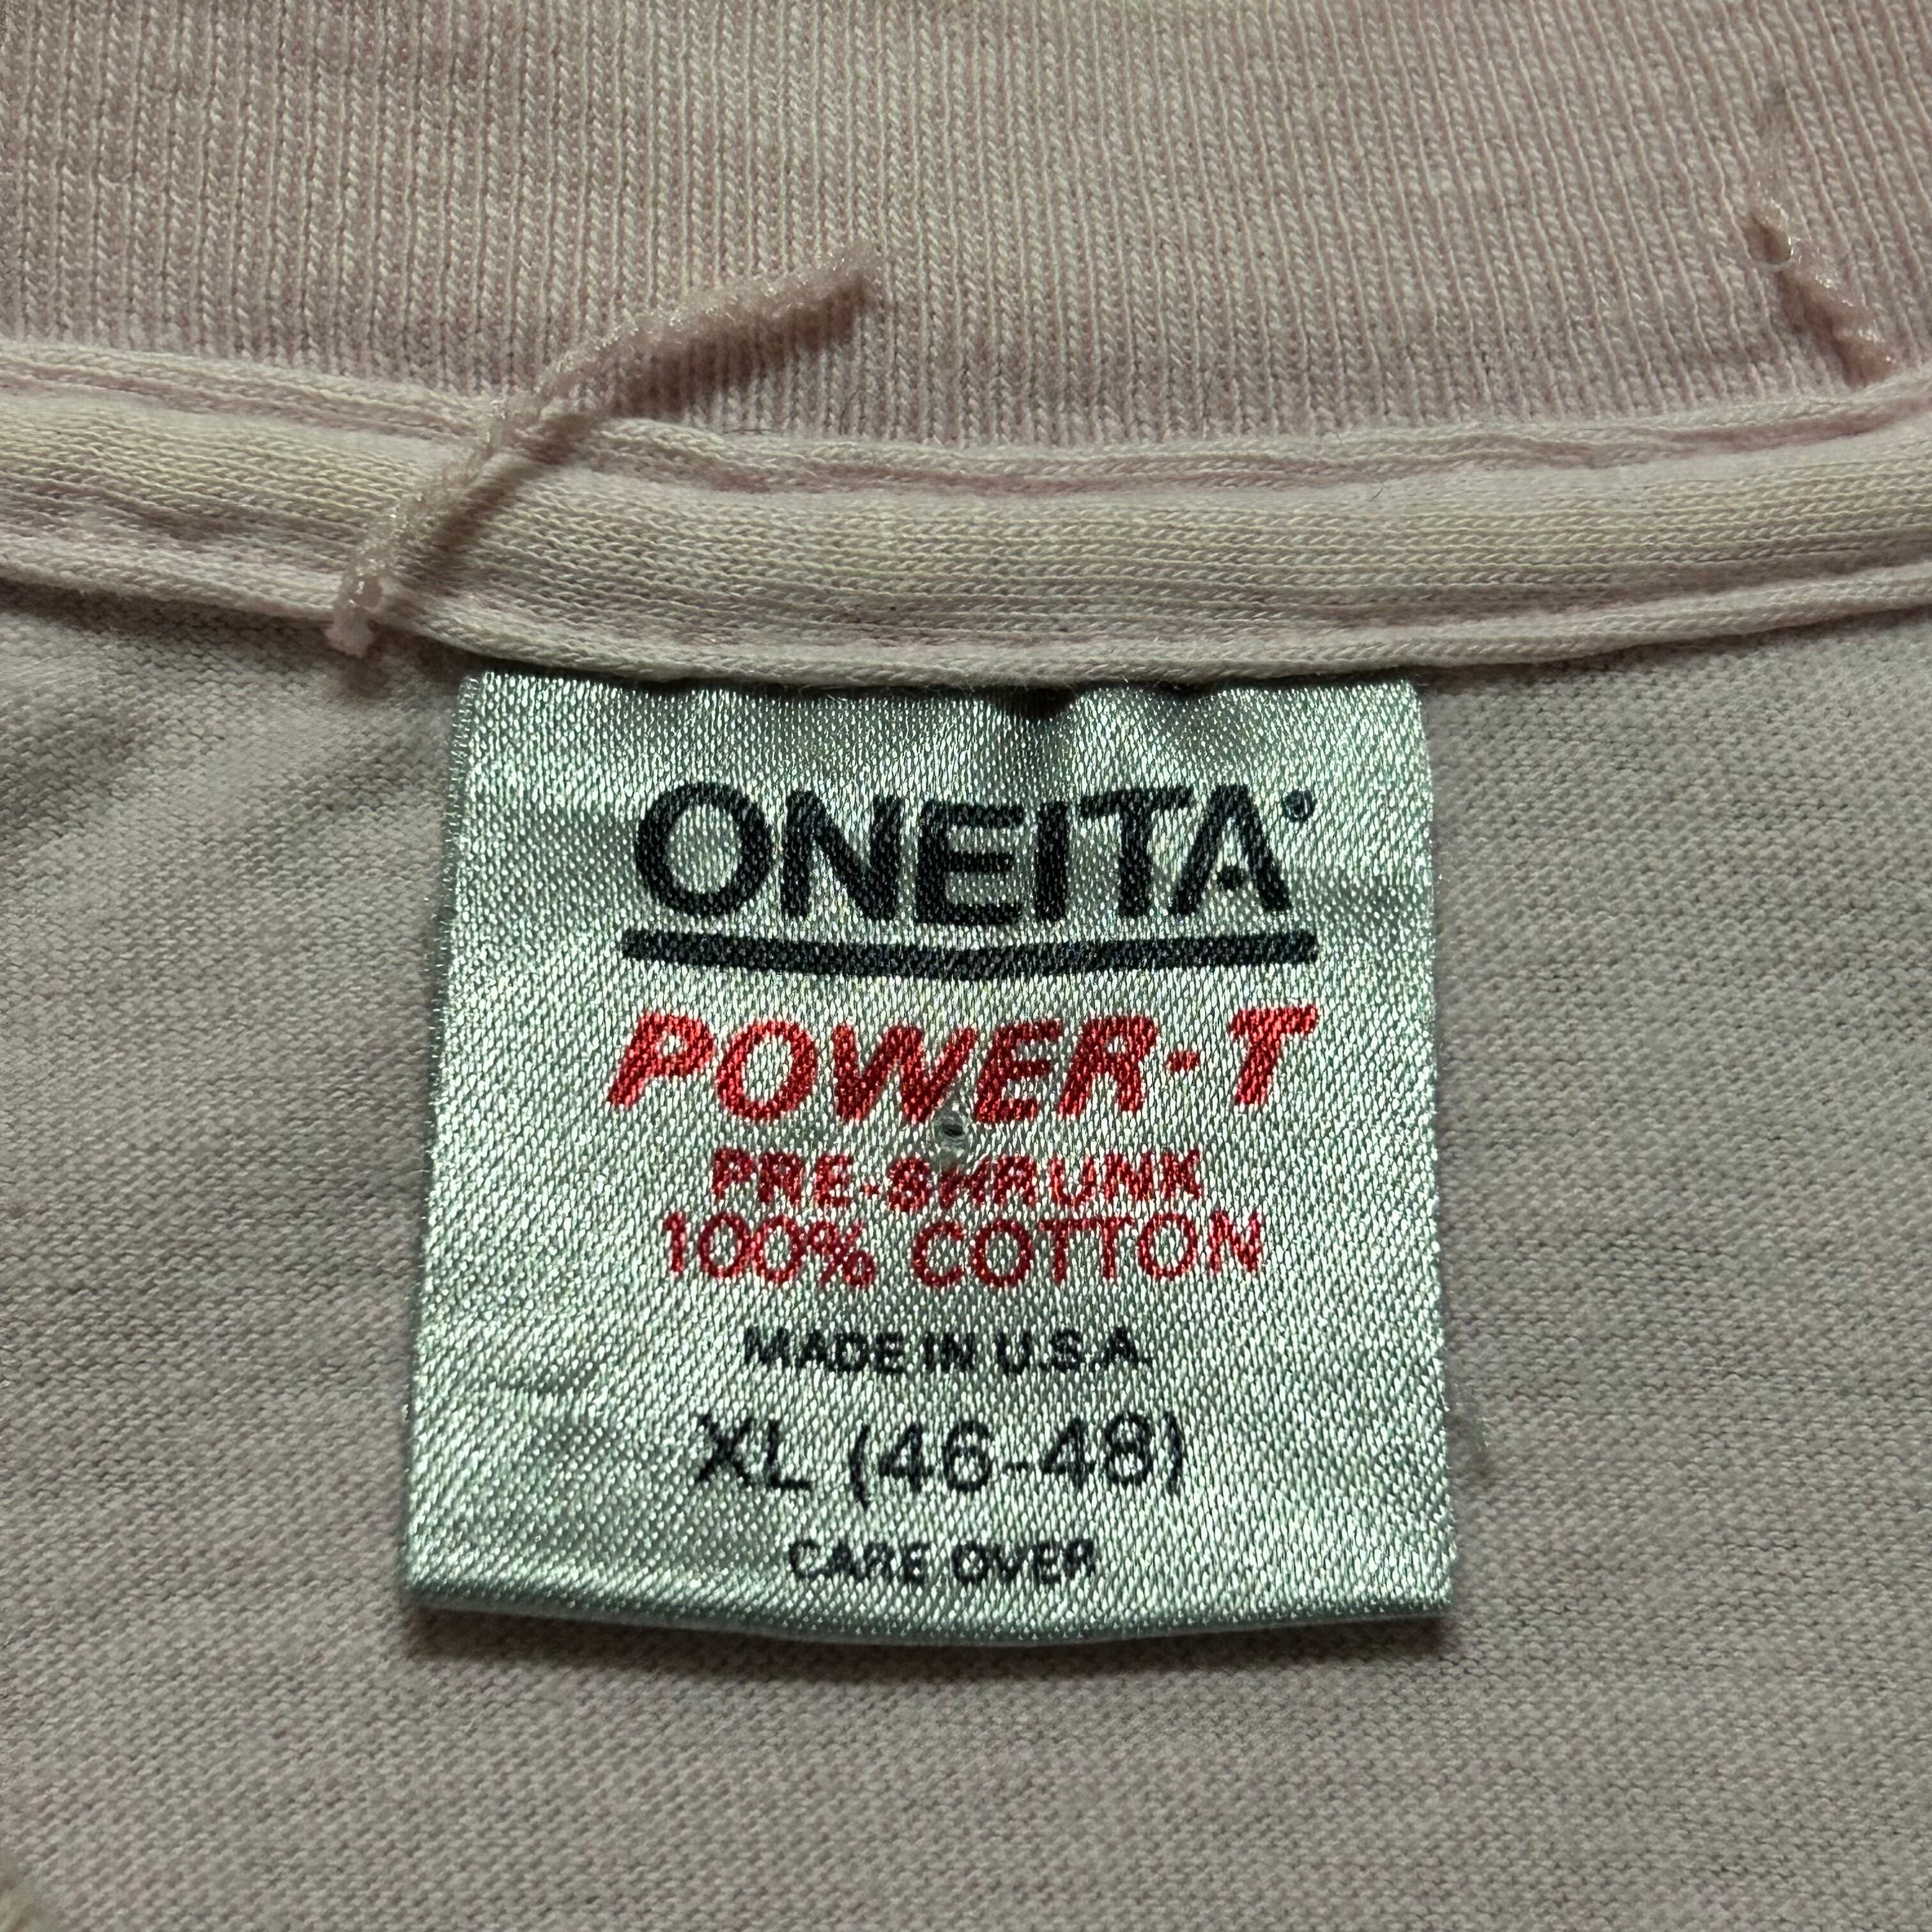 ONEITA®
POWER-T
PRE-SHRUNK
100% COTTON
MADE IN U.S.A.
XL (46-48)
CARE OVER